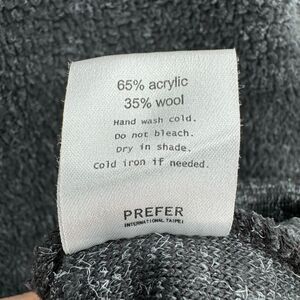 65% acrylic
35% wool
Hand wash cold.
Do not bleach.
Dry in shade.
Cold iron if needed.
PREFER
INTERNATIONAL TAIPEI